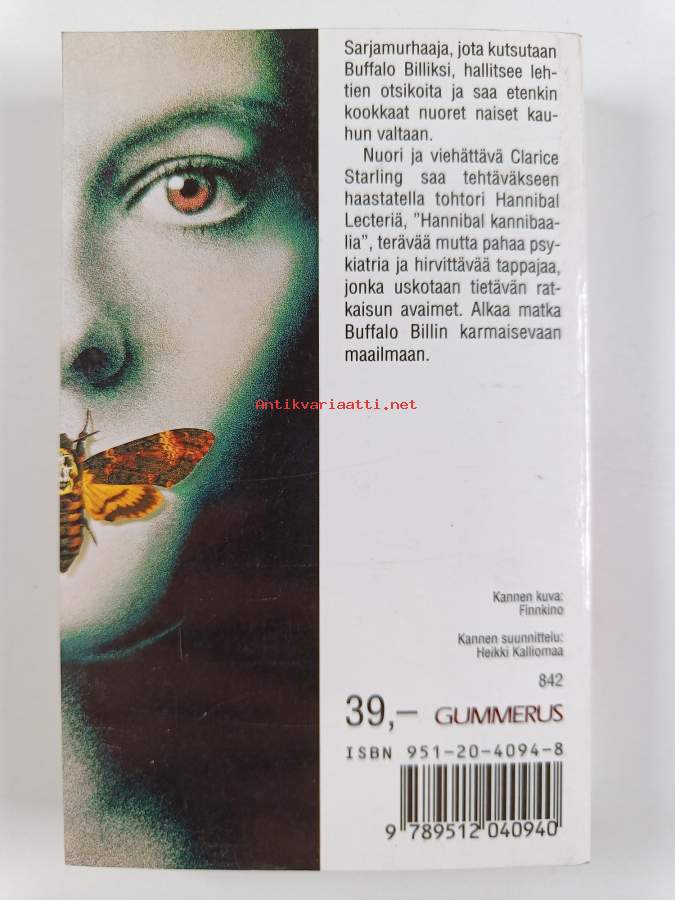 Sarjamurhaaja, jota kutsutaan
Buffalo Billiksi, hallitsee leh-
tien otsikoita ja saa etenkin
kookkaat nuoret naiset kau-
hun valtaan.
Nuori ja viehättävä Clarice
Starling saa tehtäväkseen
haastatella tohtori Hannibal
Lecteriä, ”Hannibal kannibaa-
lia”, terävää mutta pahaa psy-
kiatria ja hirvittävää tappajaa,
jonka uskotaan tietävän rat-
kaisun avaimet. Alkaa matka
Buffalo Billin karmaisevaan
maailmaan.
Antikvariaatti.net
Kannen kuva:
Finnkino
Kannen suunnittelu:
Heikki Kalliomaa
842
39,– GUMMERUS
ISBN 951-20-4094-8
9 789512 040940